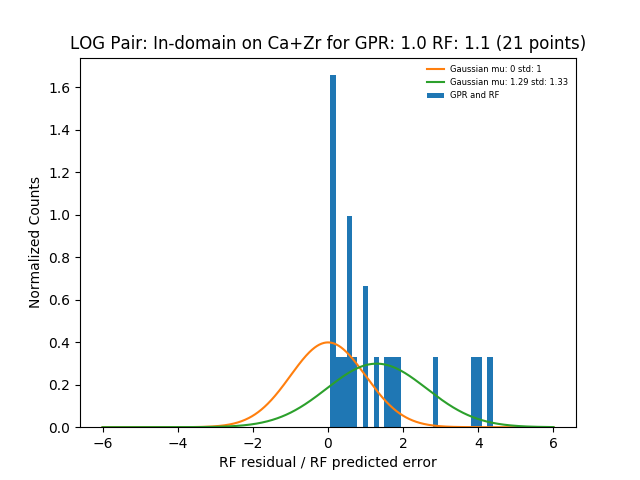 LOG Pair: In-domain on Ca+Zr for GPR: 1.0 RF: 1.1 (21 points)
Gaussian mu: 0 std: 1
Gaussian mu: 1.29 std: 1.33
GPR and RF
Normalized Counts
1.6
1.4
1.2
1.0
0.8
0.6
0.4
0.2
0.0
−6 −4 −2 0 2 4 6
RF residual / RF predicted error